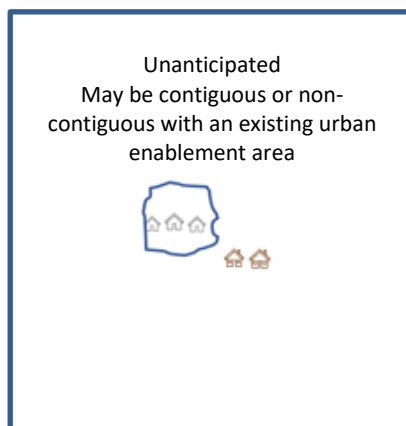 Unanticipated
May be contiguous or non-
contiguous with an existing urban
enablement area